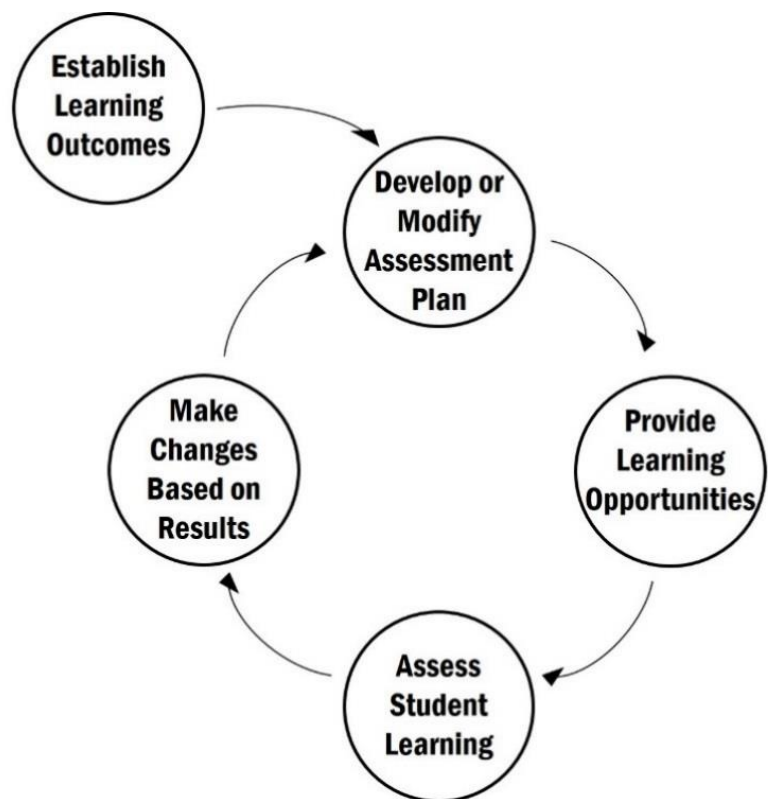 Establish
Learning
Outcomes
Develop or
Modify
Assessment
Plan
Provide
Learning
Opportunities
Assess
Student
Learning
Make
Changes
Based on
Results